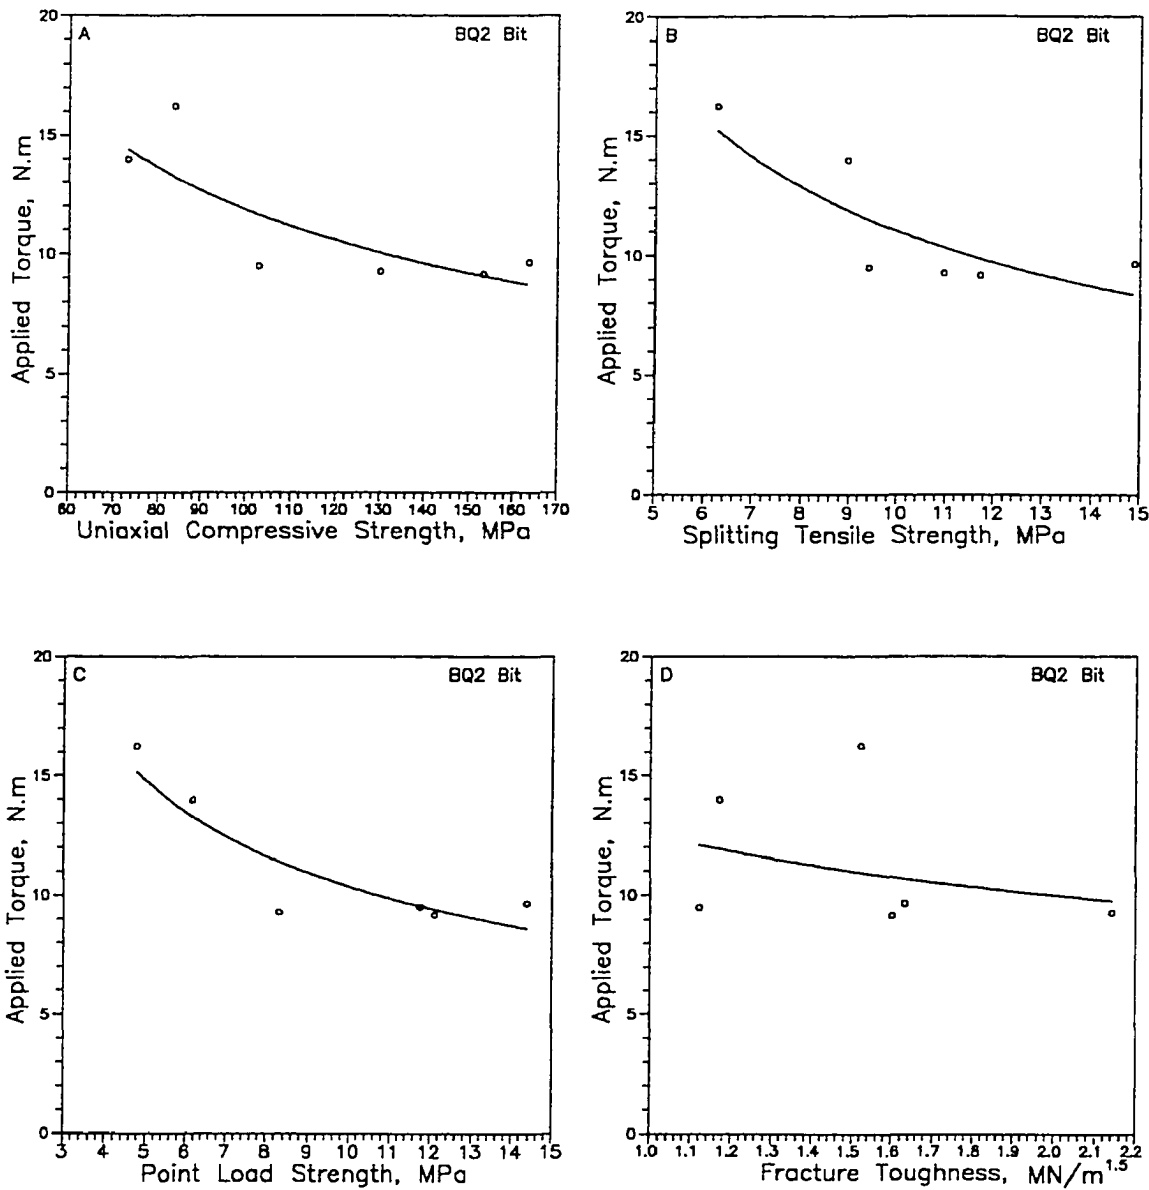 A BQ2 Bit
20
15
10
5
0
Applied Torque, N.m
60 70 80 90 100 110 120 130 140 150 160 170
Uniaxial Compressive Strength, MPa
B BQ2 Bit
20
15
10
5
0
Applied Torque, N.m
5 6 7 8 9 10 11 12 13 14 15
Splitting Tensile Strength, MPa
C BQ2 Bit
20
15
10
5
0
Applied Torque, N.m
3 4 5 6 7 8 9 10 11 12 13 14 15
Point Load Strength, MPa
D BQ2 Bit
20
15
10
5
0
Applied Torque, N.m
1.0 1.1 1.2 1.3 1.4 1.5 1.6 1.7 1.8 1.9 2.0 2.1 2.2
Fracture Toughness, MN/m^1.5